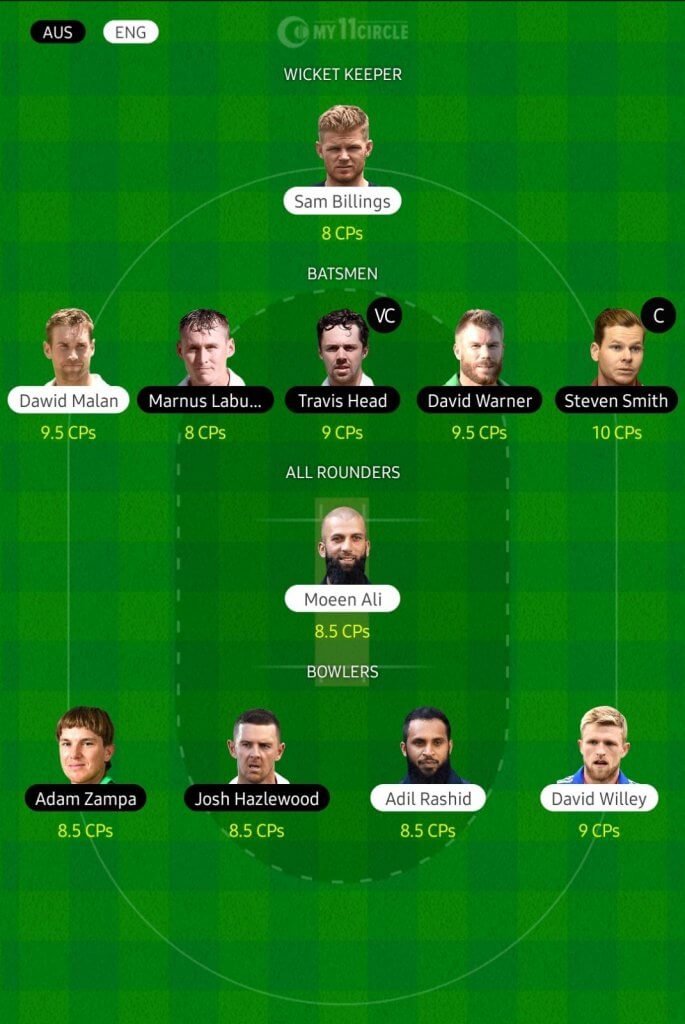 AUS ENG MY11CIRCLE
WICKET KEEPER
Sam Billings
8 CPs
BATSMEN
VC C
Dawid Malan Marnus Labu... Travis Head David Warner Steven Smith
9.5 CPs 8 CPs 9 CPs 9.5 CPs 10 CPs
ALL ROUNDERS
Moeen Ali
8.5 CPs
BOWLERS
Adam Zampa Josh Hazlewood Adil Rashid David Willey
8.5 CPs 8.5 CPs 8.5 CPs 9 CPs